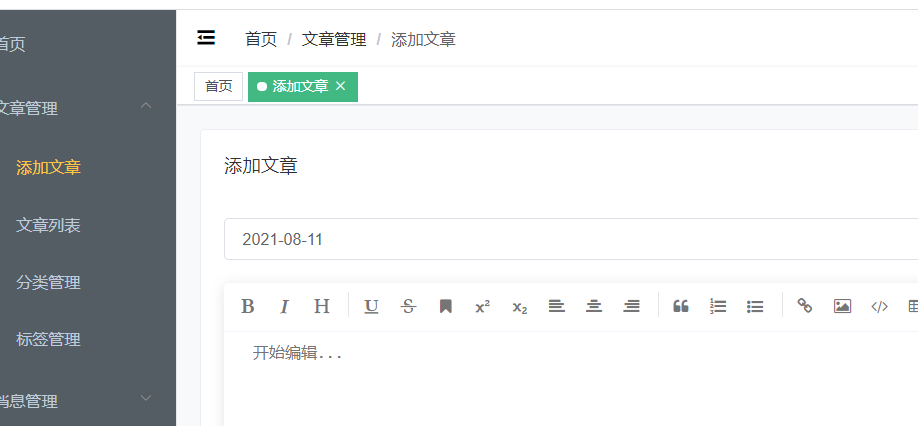 首页 / 文章管理 / 添加文章
首页
添加文章
首页
文章管理
添加文章
文章列表
分类管理
标签管理
消息管理
添加文章
2021-08-11
开始编辑...